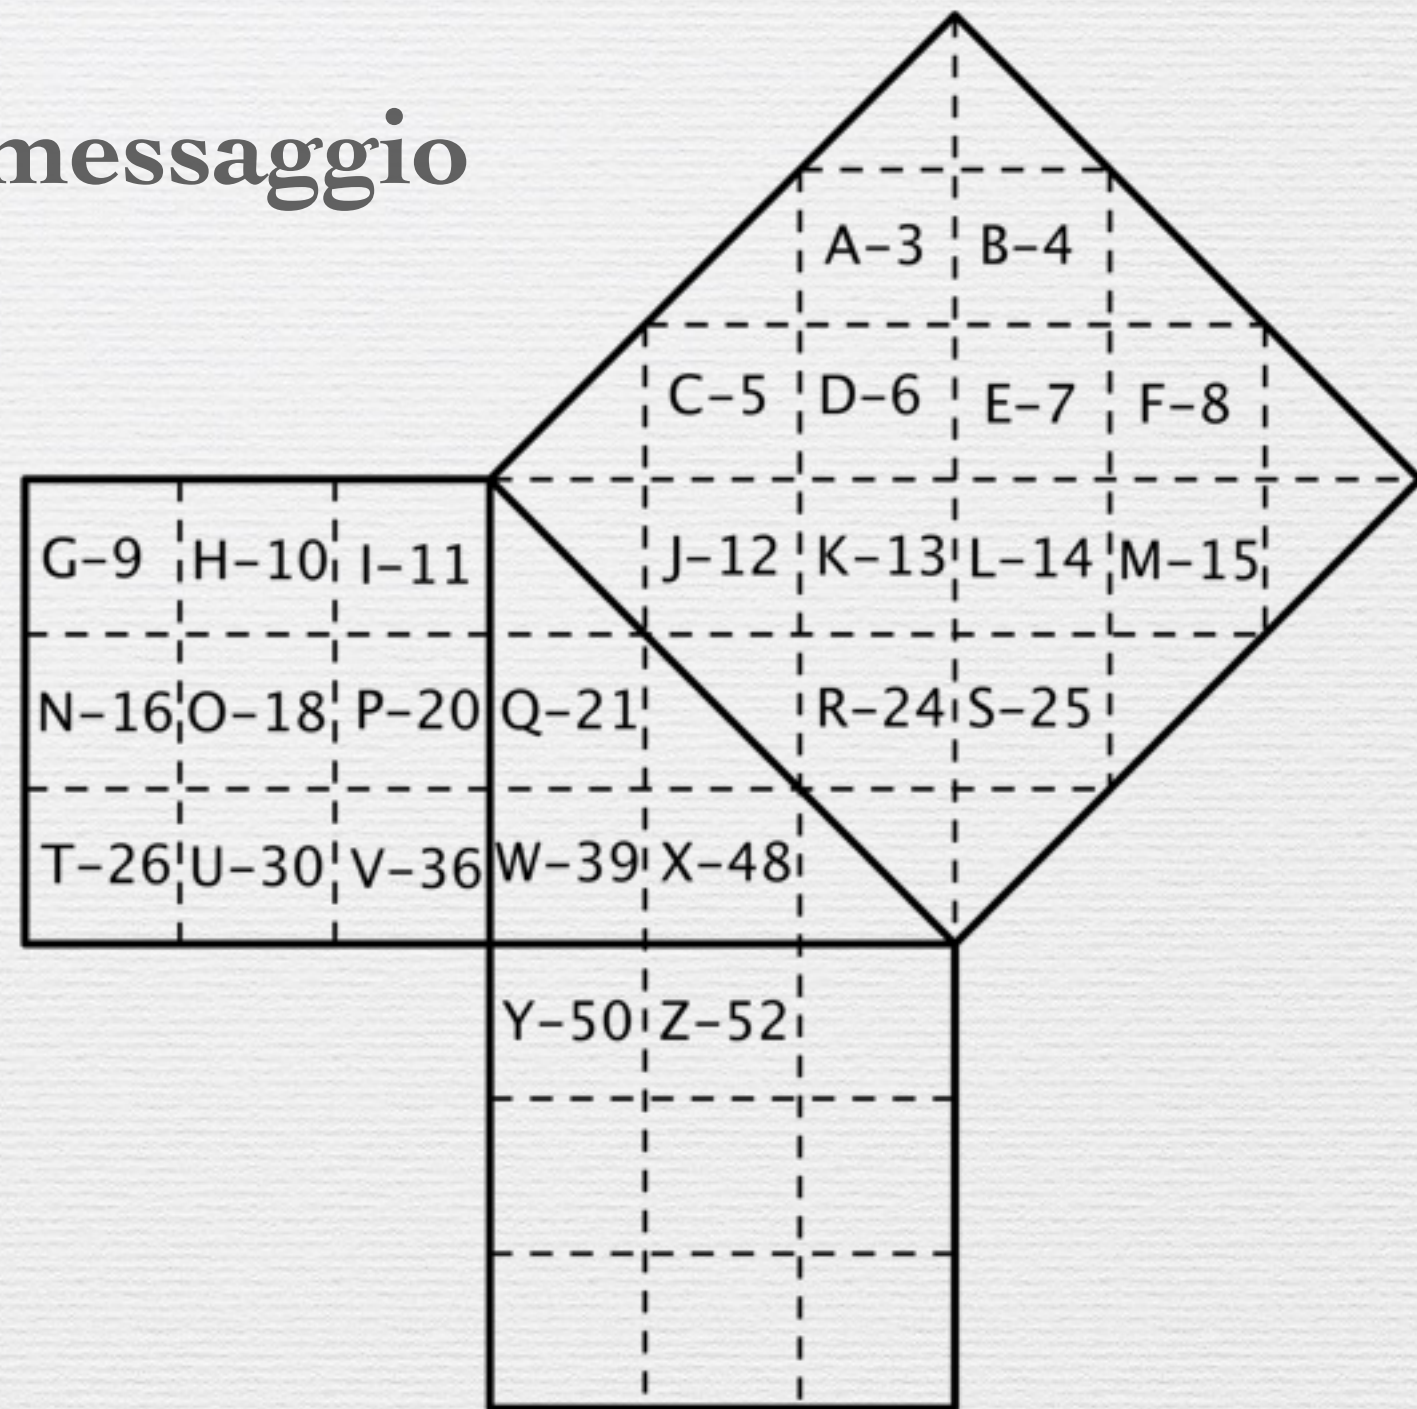 messaggio
A-3 B-4
C-5 D-6 E-7 F-8
G-9 H-10 I-11 J-12 K-13 L-14 M-15
N-16 O-18 P-20 Q-21 R-24 S-25
T-26 U-30 V-36 W-39 X-48
Y-50 Z-52